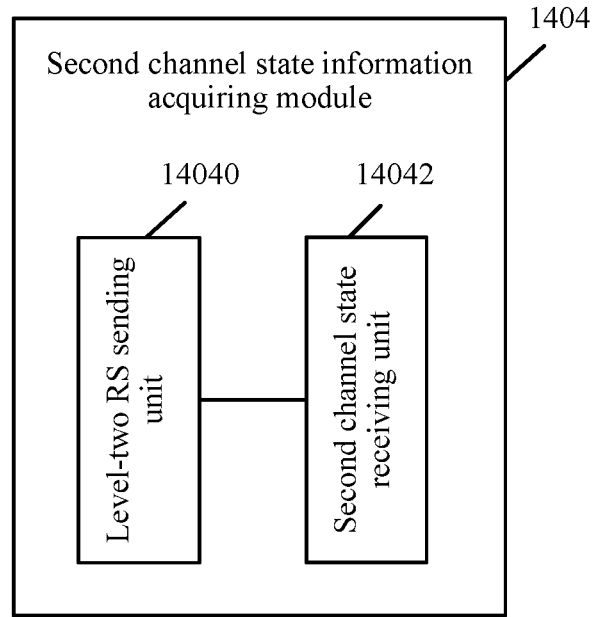 1404
Second channel state information
acquiring module
14040
14042
Level-two RS sending
unit
Second channel state
receiving unit